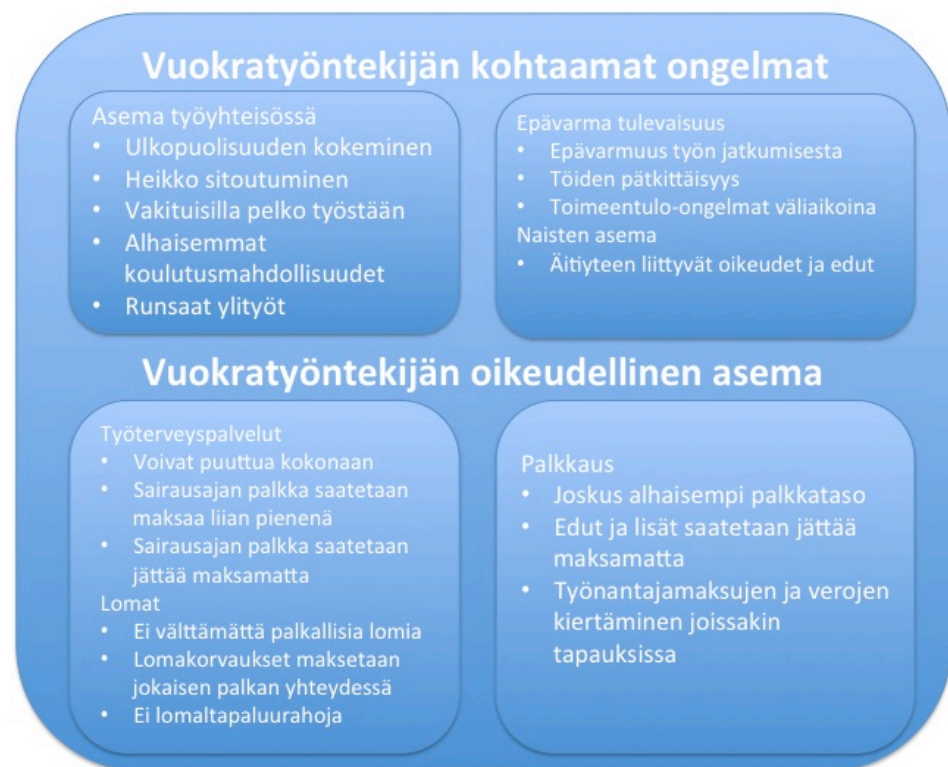 Vuokratyöntekijän kohtaamat ongelmat
Asema työyhteisössä
• Ulkopuolisuuden kokeminen
• Heikko sitoutuminen
• Vakituisilla pelko työstään
• Alhaisemmat
koulutusmahdollisuudet
• Runsaat ylityöt
Epävarma tulevaisuus
• Epävarmuus työn jatkumisesta
• Töiden pätkittäisyys
• Toimeentulo-ongelmat väliaikoina
Naisten asema
• Äitiyteen liittyvät oikeudet ja edut
Vuokratyöntekijän oikeudellinen asema
Työterveyspalvelut
• Voivat puuttua kokonaan
• Sairausajan palkka saatetaan
maksaa liian pienenä
• Sairausajan palkka saatetaan
jättää maksamatta
Lomat
• Ei välttämättä palkallisia lomia
• Lomakorvaukset maksetaan
jokaisen palkan yhteydessä
• Ei lomaltapaluurahoja
Palkkaus
• Joskus alhaisempi palkkataso
• Edut ja lisät saatetaan jättää
maksamatta
• Työnantajamaksujen ja verojen
kiertäminen joissakin
tapauksissa